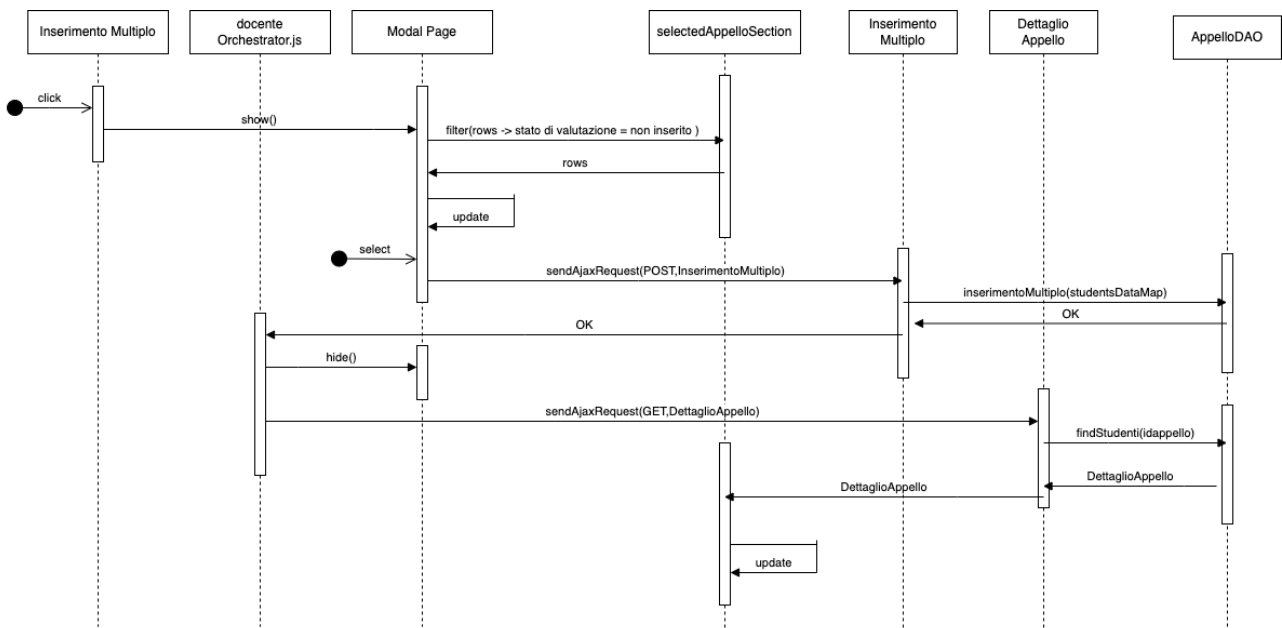 Inserimento Multiplo
docente
Orchestrator.js
Modal Page
selectedAppelloSection
Inserimento
Multiplo
Dettaglio
Appello
AppelloDAO
click
show()
filter(rows -> stato di valutazione = non inserito )
rows
update
select
sendAjaxRequest(POST,InserimentoMultiplo)
inserimentoMultiplo(studentsDataMap)
OK
OK
hide()
sendAjaxRequest(GET,DettaglioAppello)
findStudenti(idappello)
DettaglioAppello
DettaglioAppello
update